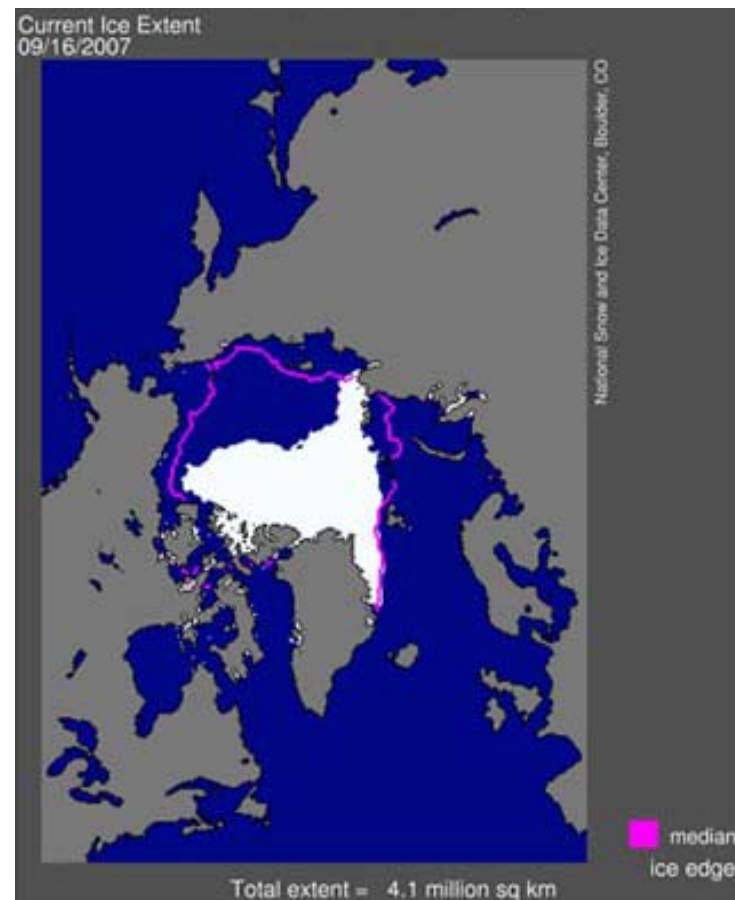 Current Ice Extent
09/16/2007
National Snow and Ice Data Center, Boulder, CO
median
ice edge
Total extent = 4.1 million sq km